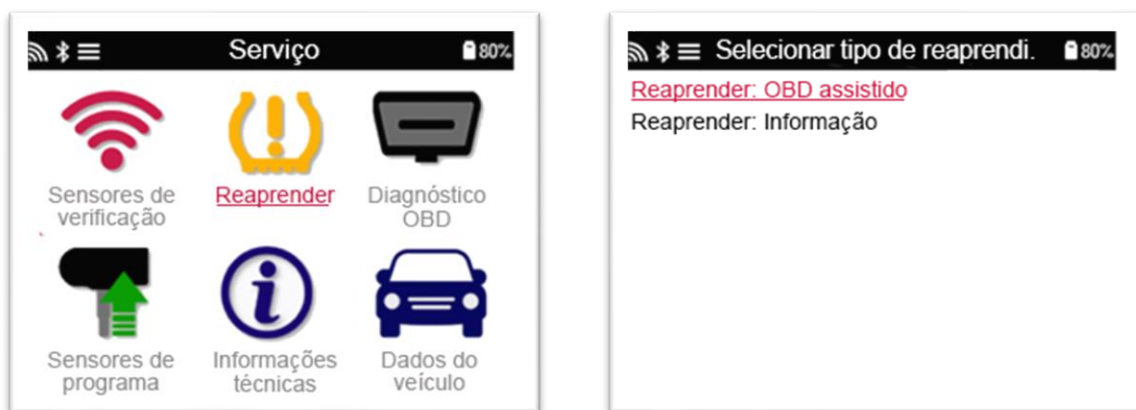 Serviço
80%
Sensores de
verificação
Reaprender
Diagnóstico
OBD
Sensores de
programa
Informações
técnicas
Dados do
veículo
Selecionar tipo de reaprendi.
80%
Reaprender: OBD assistido
Reaprender: Informação